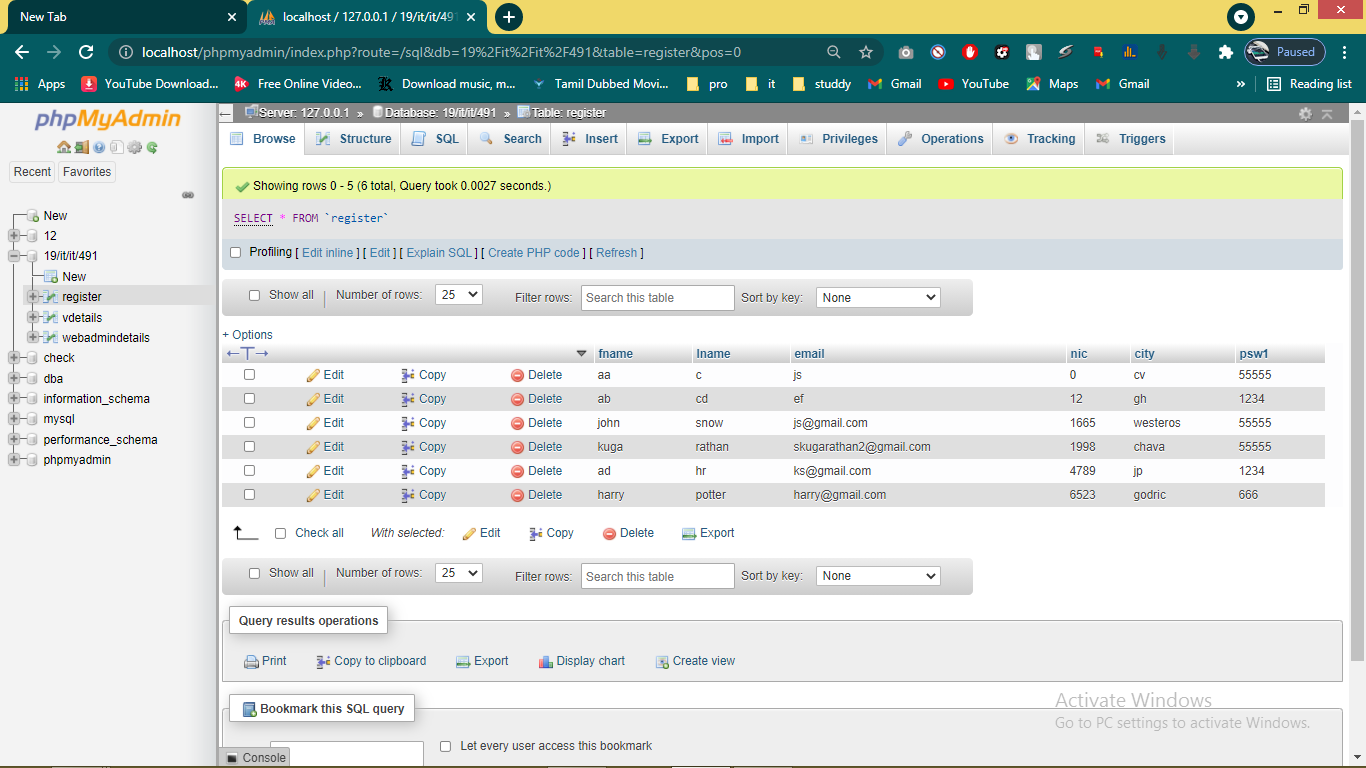 New Tab
localhost / 127.0.0.1 / 19/it/it/491
localhost/phpmyadmin/index.php?route=/sql&db=19%2Fit%2Fit%2F491&table=register&pos=0
Paused
Apps
YouTube Download...
Free Online Video...
Download music, m...
Tamil Dubbed Movi...
pro
it
studdy
Gmail
YouTube
Maps
Gmail
»
Reading list
phpMyAdmin
Recent
Favorites
New
12
19/it/it/491
New
register
vdetails
webadmindetails
check
dba
information_schema
mysql
performance_schema
phpmyadmin
Server: 127.0.0.1 » Database: 19/it/it/491 » Table: register
Browse Structure SQL Search Insert Export Import Privileges Operations Tracking Triggers
Showing rows 0 - 5 (6 total, Query took 0.0027 seconds.)
SELECT * FROM `register`
Profiling [ Edit inline ] [ Edit ] [ Explain SQL ] [ Create PHP code ] [ Refresh ]
Show all Number of rows: 25 Filter rows: Search this table Sort by key: None
+ Options
fname lname email nic city psw1
Edit Copy Delete aa c js 0 cv 55555
Edit Copy Delete ab cd ef 12 gh 1234
Edit Copy Delete john snow js@gmail.com 1665 westeros 55555
Edit Copy Delete kuga rathan skugarathan2@gmail.com 1998 chava 55555
Edit Copy Delete ad hr ks@gmail.com 4789 jp 1234
Edit Copy Delete harry potter harry@gmail.com 6523 godric 666
Check all With selected: Edit Copy Delete Export
Show all Number of rows: 25 Filter rows: Search this table Sort by key: None
Query results operations
Print Copy to clipboard Export Display chart Create view
Activate Windows
Go to PC settings to activate Windows.
Bookmark this SQL query
Let every user access this bookmark
Console